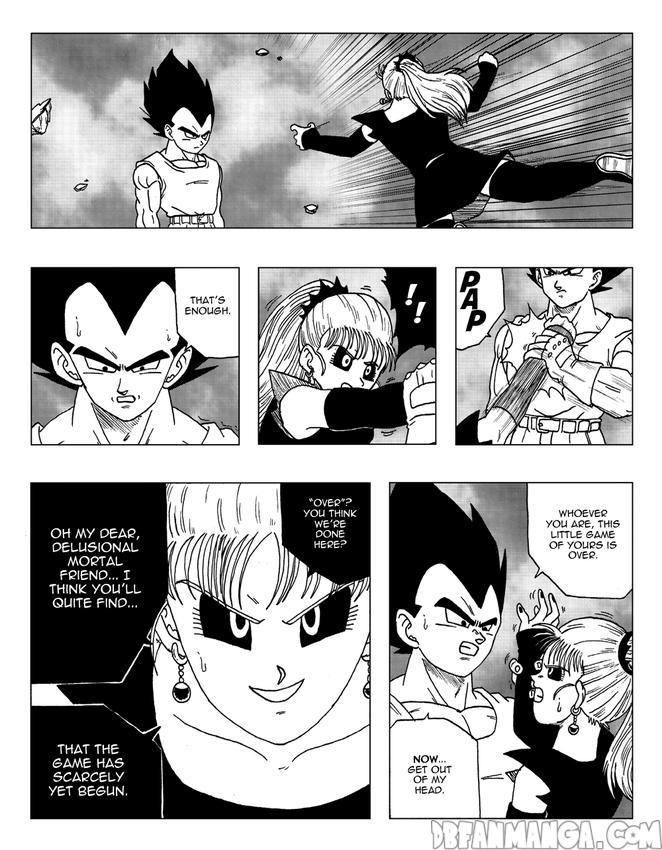 PAP
!!
THAT'S
ENOUGH.
WHOEVER
YOU ARE, THIS
LITTLE GAME
OF YOURS IS
OVER.
NOW...
GET OUT
OF MY
HEAD.
"OVER"?
YOU THINK
WE'RE
DONE
HERE?
OH MY DEAR,
DELUSIONAL
MORTAL
FRIEND... I
THINK YOU'LL
QUITE FIND...
THAT THE
GAME HAS
SCARCELY
YET BEGUN.
DBFANMANGA.COM